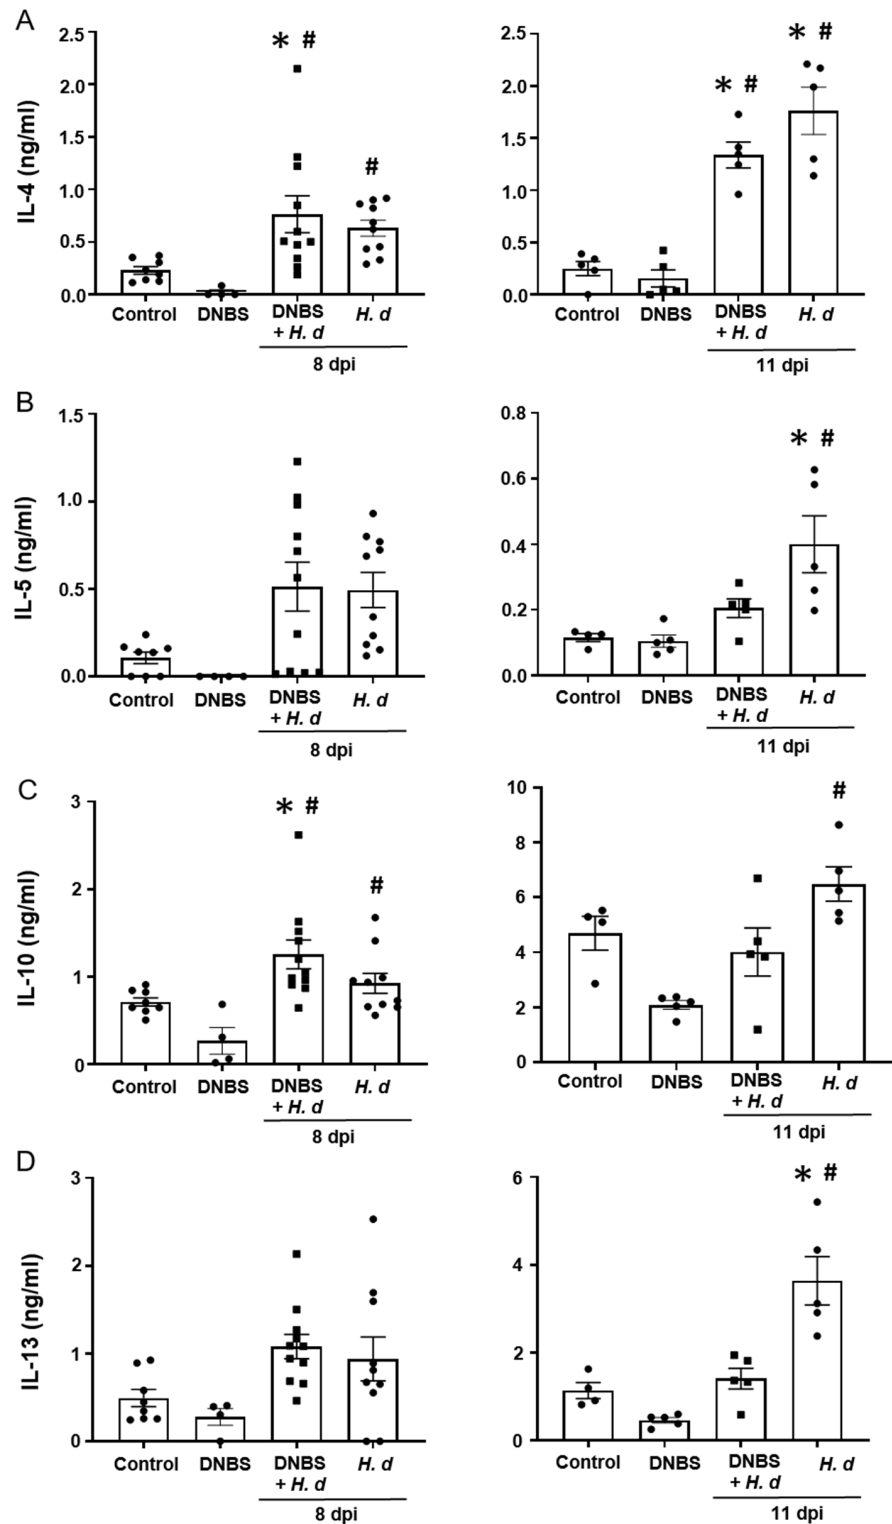 A
IL-4 (ng/ml)
2.5
2.0
1.5
1.0
0.5
0.0
* #
#
Control DNBS DNBS H. d
+ H. d
8 dpi
2.5
2.0
1.5
1.0
0.5
0.0
* #
* #
Control DNBS DNBS H. d
+ H. d
11 dpi
B
IL-5 (ng/ml)
1.5
1.0
0.5
0.0
Control DNBS DNBS H. d
+ H. d
8 dpi
0.8
0.6
0.4
0.2
0.0
* #
Control DNBS DNBS H. d
+ H. d
11 dpi
C
IL-10 (ng/ml)
3
2
1
0
* #
#
Control DNBS DNBS H. d
+ H. d
8 dpi
10
8
6
4
2
0
#
Control DNBS DNBS H. d
+ H. d
11 dpi
D
IL-13 (ng/ml)
3
2
1
0
Control DNBS DNBS H. d
+ H. d
8 dpi
6
4
2
0
* #
Control DNBS DNBS H. d
+ H. d
11 dpi